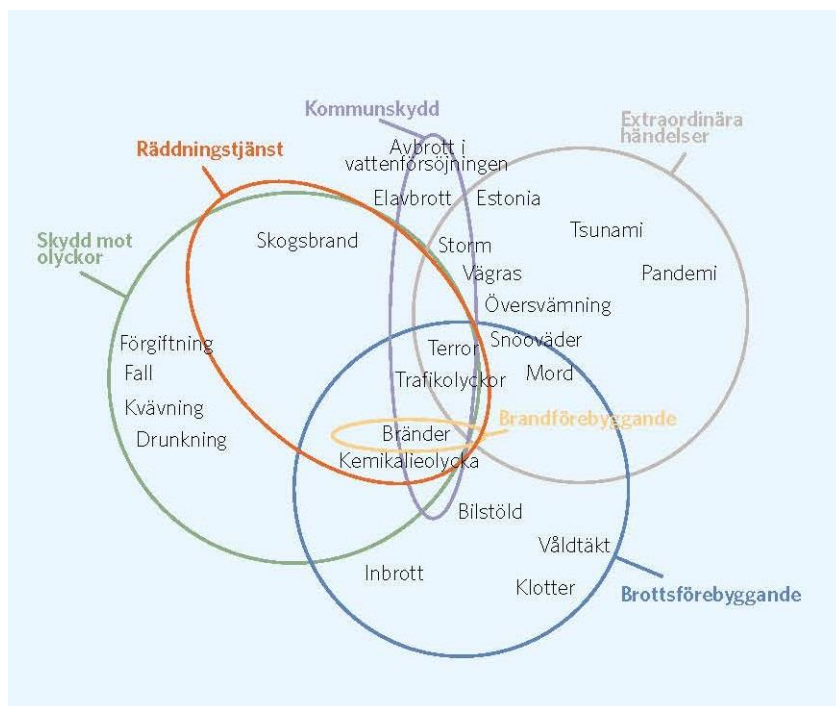 Kommunskydd
Extraordinära
händelser
Räddningstjänst
Avbrott i
vattenförsöjningen
Elavbrott
Estonia
Tsunami
Skydd mot
olyckor
Skogsbrand
Storm
Vägras
Pandemi
Översvämning
Förgiftning
Terror
Snöoväder
Fall
Trafikolyckor
Mord
Kvävning
Drunkning
Bränder
Brandförebyggande
Kemikalieolycka
Bilstöld
Våldtäkt
Inbrott
Klotter
Brottsförebyggande